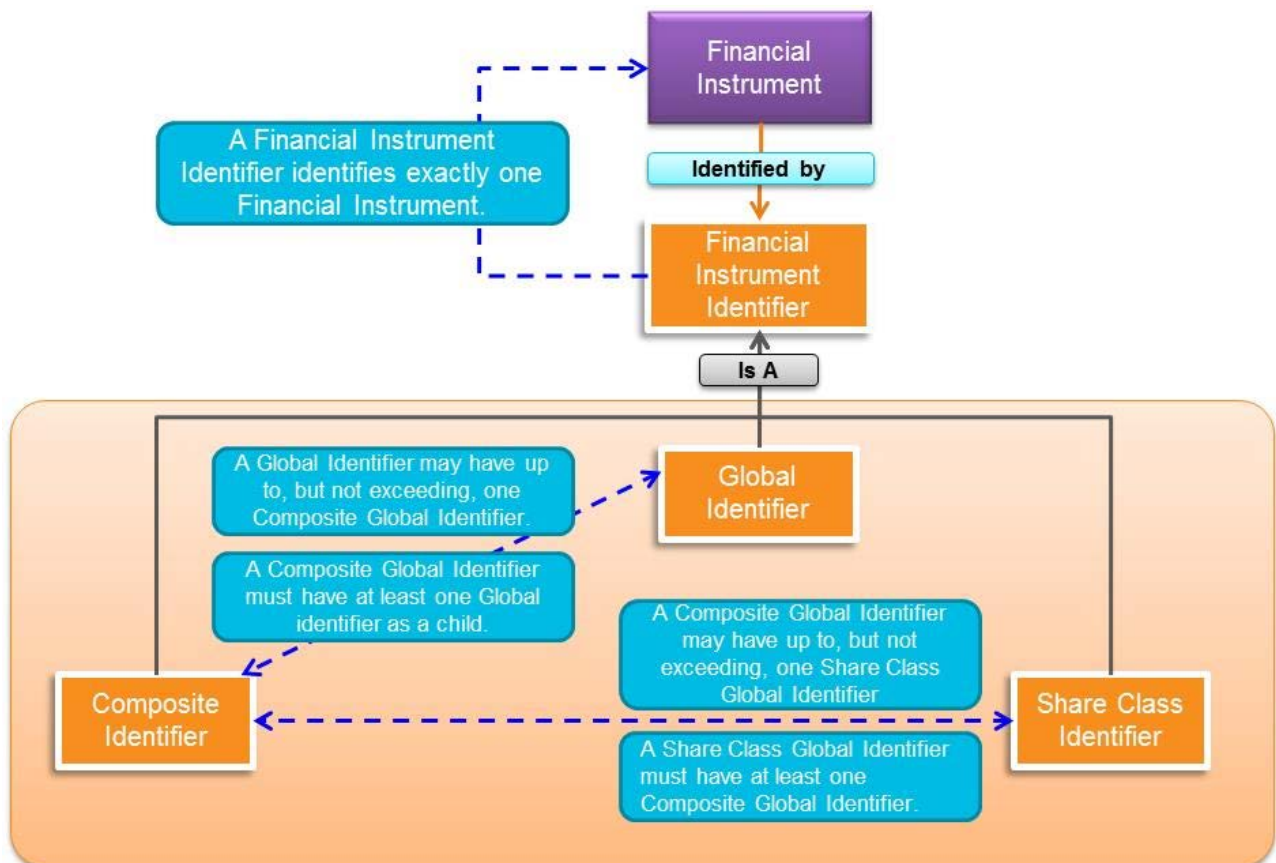 Financial
Instrument
A Financial Instrument
Identifier identifies exactly one
Financial Instrument.
Identified by
Financial
Instrument
Identifier
Is A
A Global Identifier may have up
to, but not exceeding, one
Composite Global Identifier.
Global
Identifier
A Composite Global Identifier
must have at least one Global
identifier as a child.
A Composite Global Identifier
may have up to, but not
exceeding, one Share Class
Global Identifier
Composite
Identifier
Share Class
Identifier
A Share Class Global Identifier
must have at least one
Composite Global Identifier.